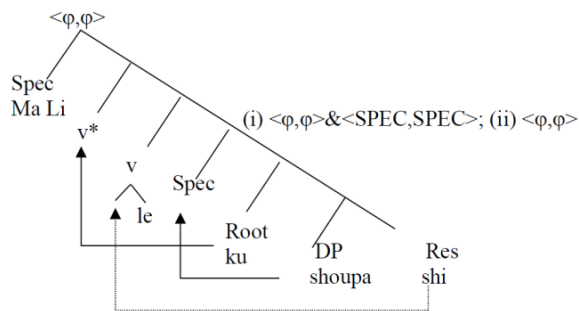 <φ,φ>
Spec
Ma Li
v*
(i) <φ,φ>&<SPEC,SPEC>; (ii) <φ,φ>
v
Spec
le
Root
ku
DP
shoupa
Res
shi